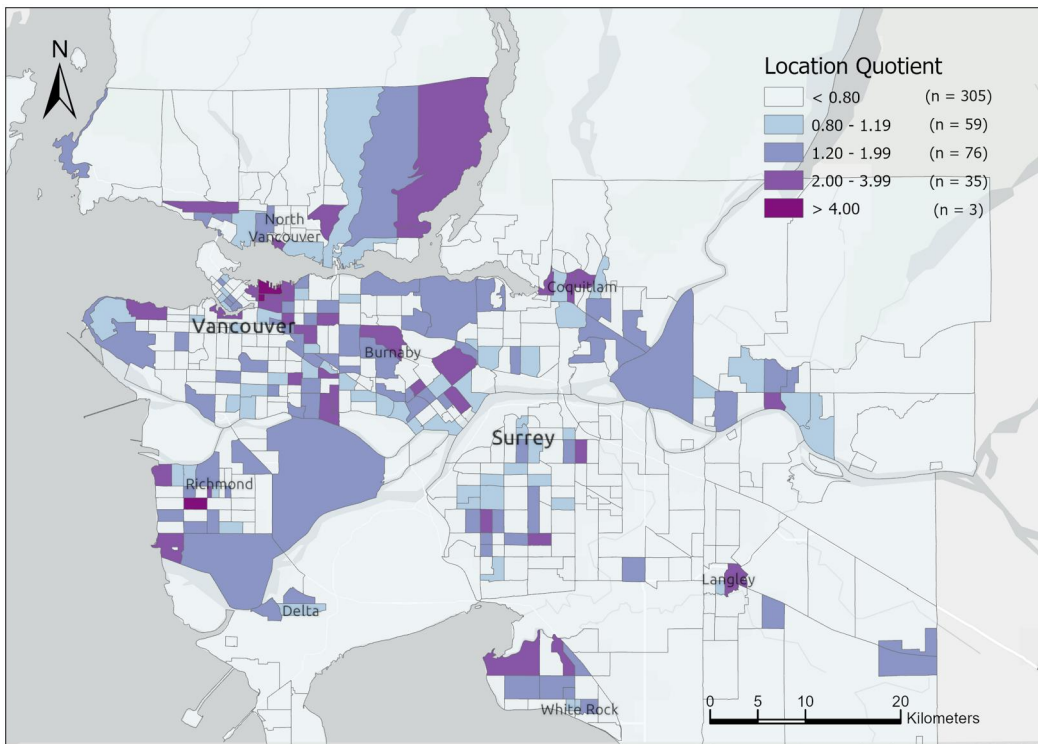 N
Location Quotient
< 0.80 (n = 305)
0.80 - 1.19 (n = 59)
1.20 - 1.99 (n = 76)
2.00 - 3.99 (n = 35)
> 4.00 (n = 3)
North
Vancouver
Coquitlam
Vancouver
Burnaby
Surrey
Richmond
Langley
Delta
White Rock
0 5 10 20
Kilometers